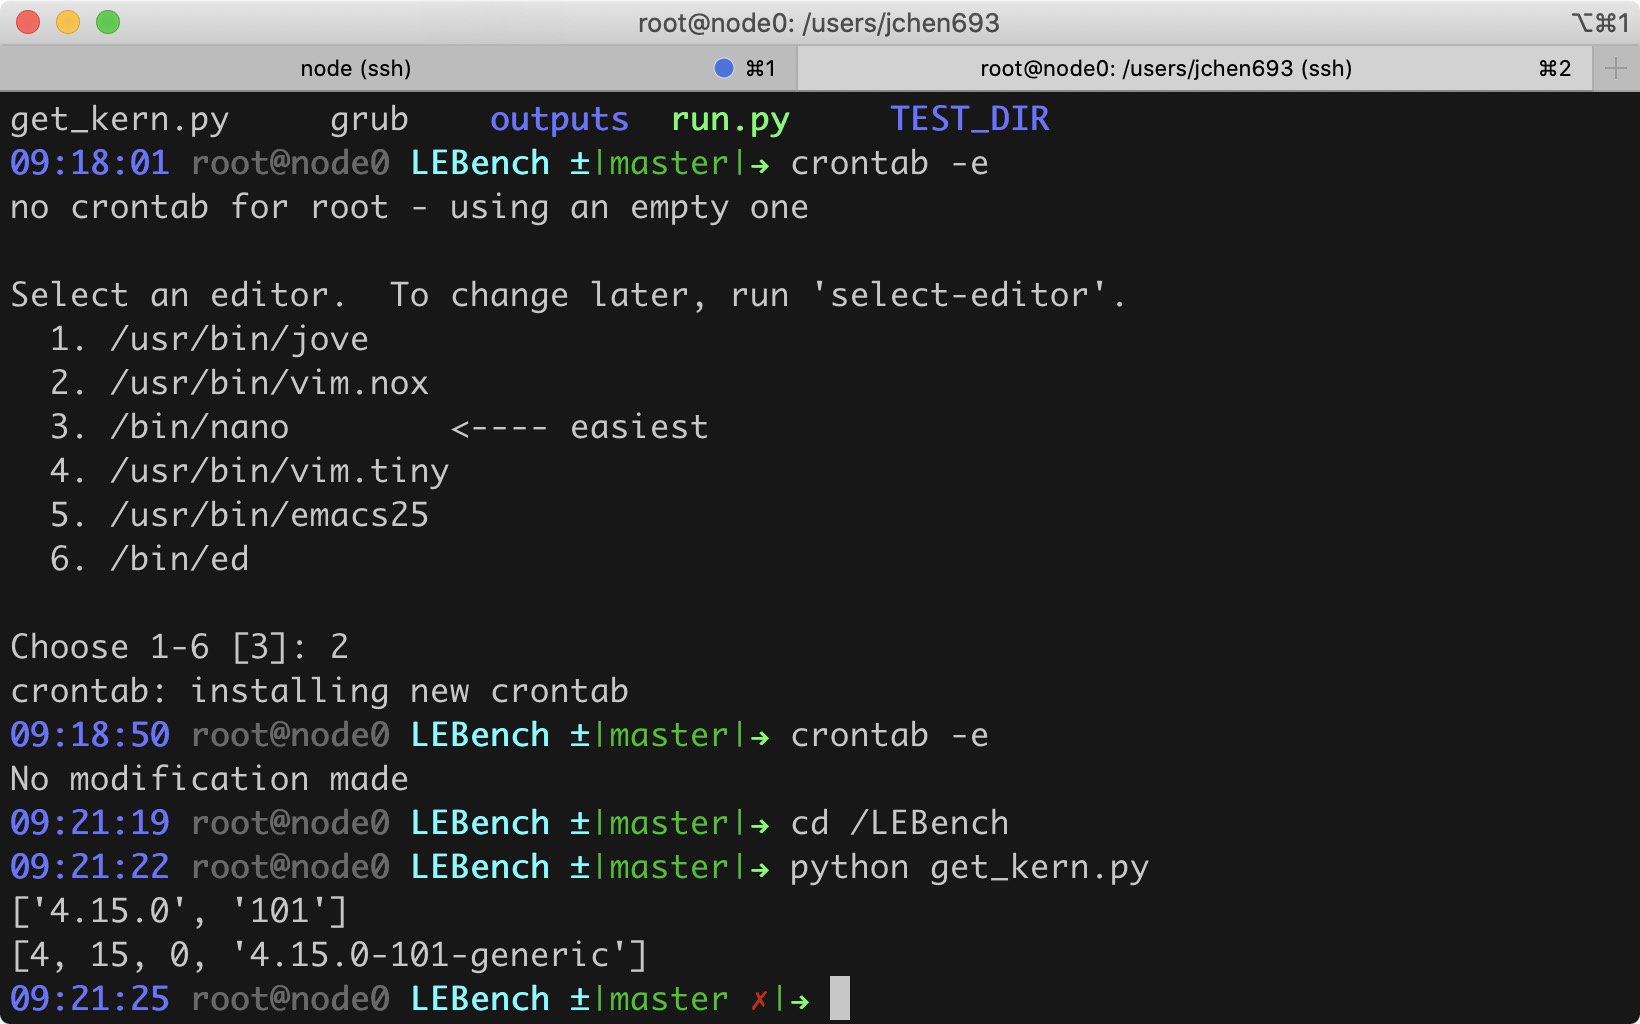 root@node0: /users/jchen693 ⌥⌘1
node (ssh) ⌘1 root@node0: /users/jchen693 (ssh) ⌘2 +
get_kern.py grub outputs run.py TEST_DIR
09:18:01 root@node0 LEBench ±|master|→ crontab -e
no crontab for root - using an empty one
Select an editor. To change later, run 'select-editor'.
1. /usr/bin/jove
2. /usr/bin/vim.nox
3. /bin/nano <---- easiest
4. /usr/bin/vim.tiny
5. /usr/bin/emacs25
6. /bin/ed
Choose 1-6 [3]: 2
crontab: installing new crontab
09:18:50 root@node0 LEBench ±|master|→ crontab -e
No modification made
09:21:19 root@node0 LEBench ±|master|→ cd /LEBench
09:21:22 root@node0 LEBench ±|master|→ python get_kern.py
['4.15.0', '101']
[4, 15, 0, '4.15.0-101-generic']
09:21:25 root@node0 LEBench ±|master ✗|→